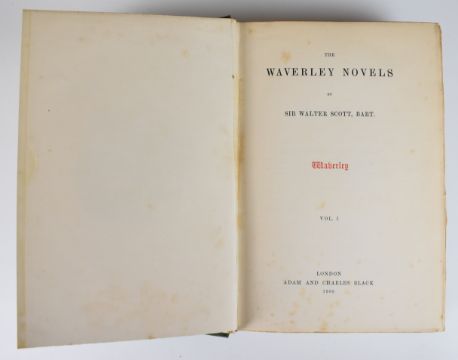 THE
WAVERLEY NOVELS
BY
SIR WALTER SCOTT, BART.
Waverley
VOL. I
LONDON
ADAM AND CHARLES BLACK